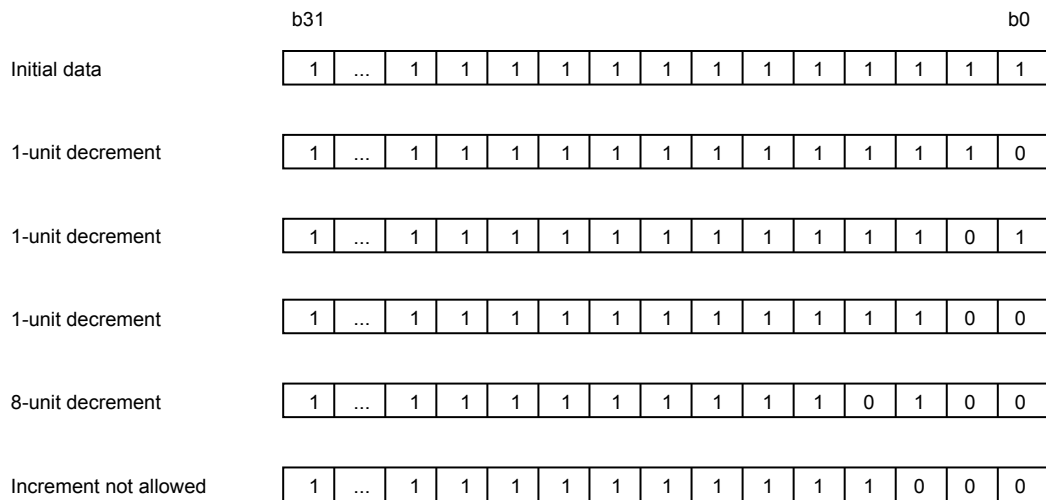 b31 b0
Initial data 1 ... 1 1 1 1 1 1 1 1 1 1 1 1 1
1-unit decrement 1 ... 1 1 1 1 1 1 1 1 1 1 1 1 0
1-unit decrement 1 ... 1 1 1 1 1 1 1 1 1 1 1 0 1
1-unit decrement 1 ... 1 1 1 1 1 1 1 1 1 1 1 0 0
8-unit decrement 1 ... 1 1 1 1 1 1 1 1 1 0 1 0 0
Increment not allowed 1 ... 1 1 1 1 1 1 1 1 1 1 0 0 0